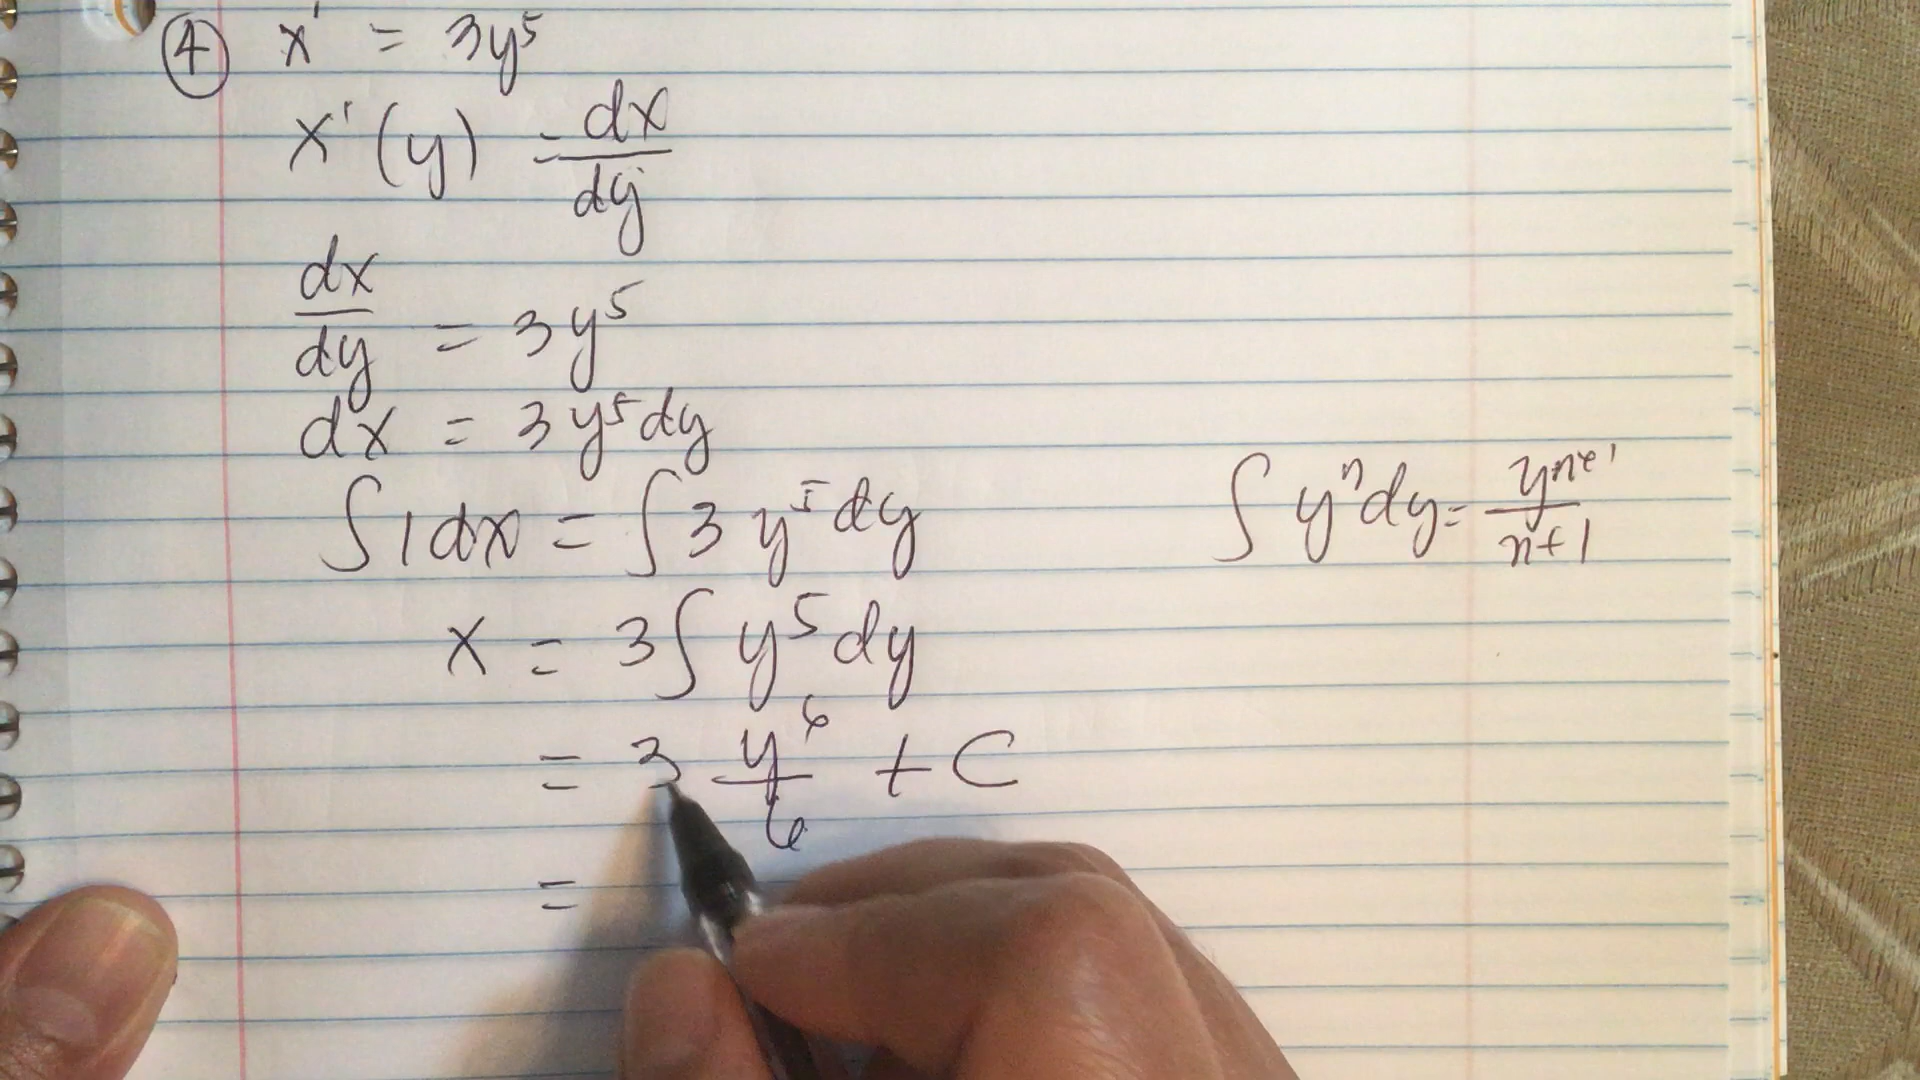 ④ x' = 3y⁵
x'(y) = dx/dy
dx/dy = 3y⁵
dx = 3y⁵dy
∫1dx = ∫3y⁵dy
∫yⁿdy = yⁿ⁺¹/n+1
x = 3∫y⁵dy
= 3 y⁶/6 + C
=